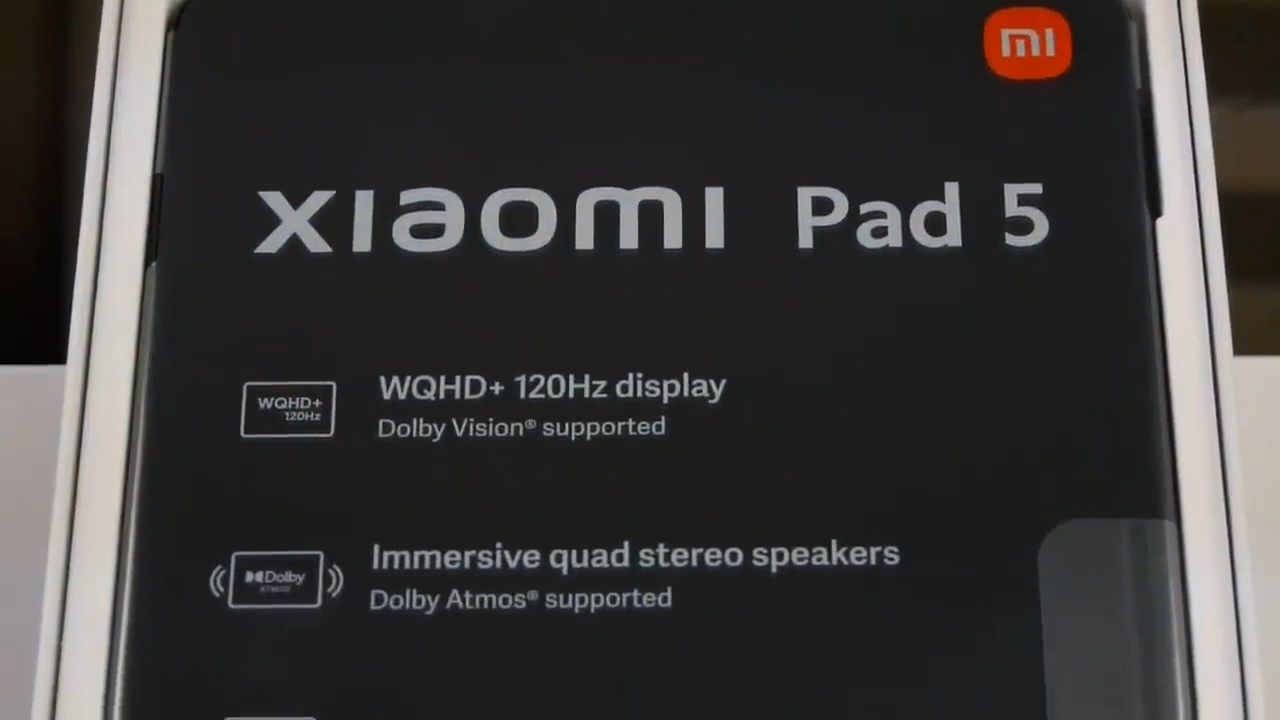 mi
xiaomi Pad 5
WQHD+
120Hz
WQHD+ 120Hz display
Dolby Vision® supported
Dolby
ATMOS
Immersive quad stereo speakers
Dolby Atmos® supported